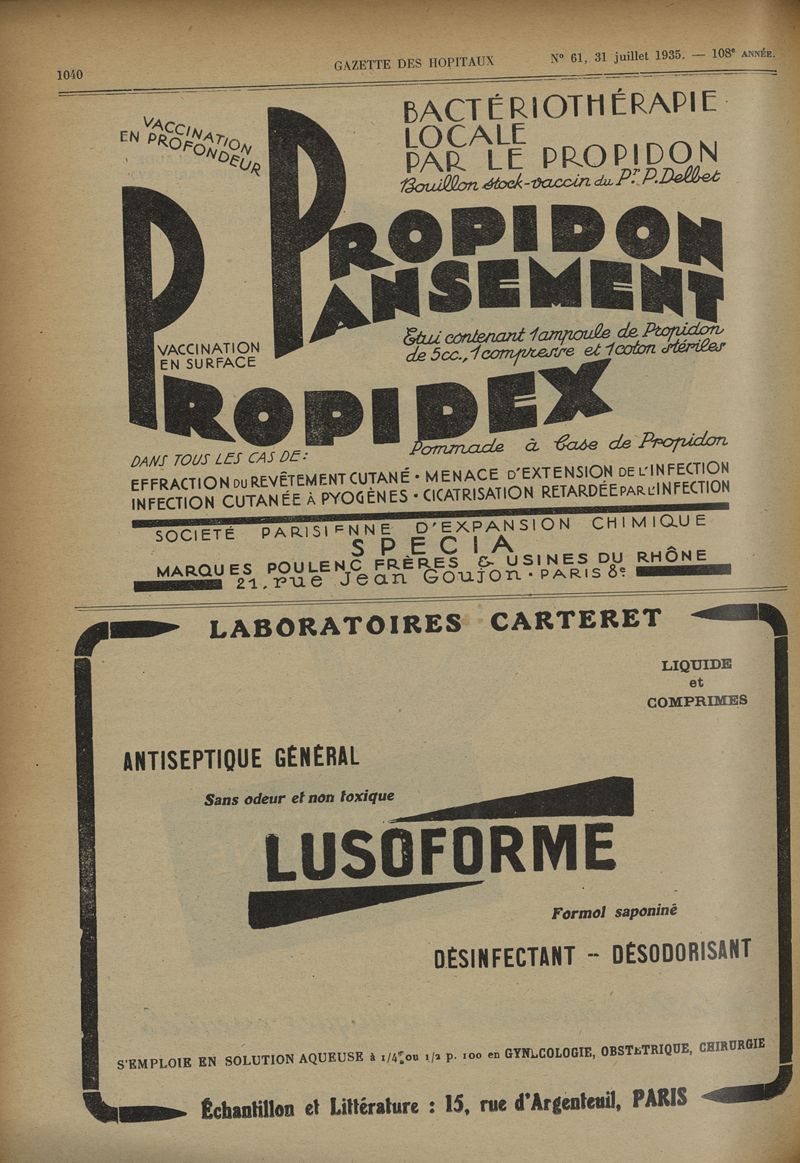 1040
GAZETTE DES HOPITAUX
N° 61, 31 juillet 1935. — 108e ANNÉE.
VACCINATION
EN PROFONDEUR
BACTÉRIOTHÉRAPIE
LOCALE
PAR LE PROPIDON
Bouillon stock-vaccin du Pr. P. Delbet
PROPIDON
PANSEMENT
Etui contenant 1 ampoule de Propidon
de 5cc., 1 compresse et 1 coton stériles
VACCINATION
EN SURFACE
PROPIDEX
Pommade à base de Propidon
DANS TOUS LES CAS DE:
EFFRACTION DU REVÊTEMENT CUTANÉ • MENACE D'EXTENSION DE L'INFECTION
INFECTION CUTANÉE À PYOGÈNES • CICATRISATION RETARDÉE PAR L'INFECTION
SOCIETÉ PARISIENNE D'EXPANSION CHIMIQUE
SPECIA
MARQUES POULENC FRÈRES & USINES DU RHÔNE
21, rue Jean Goujon • PARIS 8e
LABORATOIRES CARTERET
LIQUIDE
et
COMPRIMES
ANTISEPTIQUE GÉNÉRAL
Sans odeur et non toxique
LUSOFORME
Formol saponiné
DÉSINFECTANT -- DÉSODORISANT
S'EMPLOIE EN SOLUTION AQUEUSE à 1/4 ou 1/2 p. 100 en GYNÉCOLOGIE, OBSTÉTRIQUE, CHIRURGIE
Échantillon et Littérature : 15, rue d'Argenteuil, PARIS